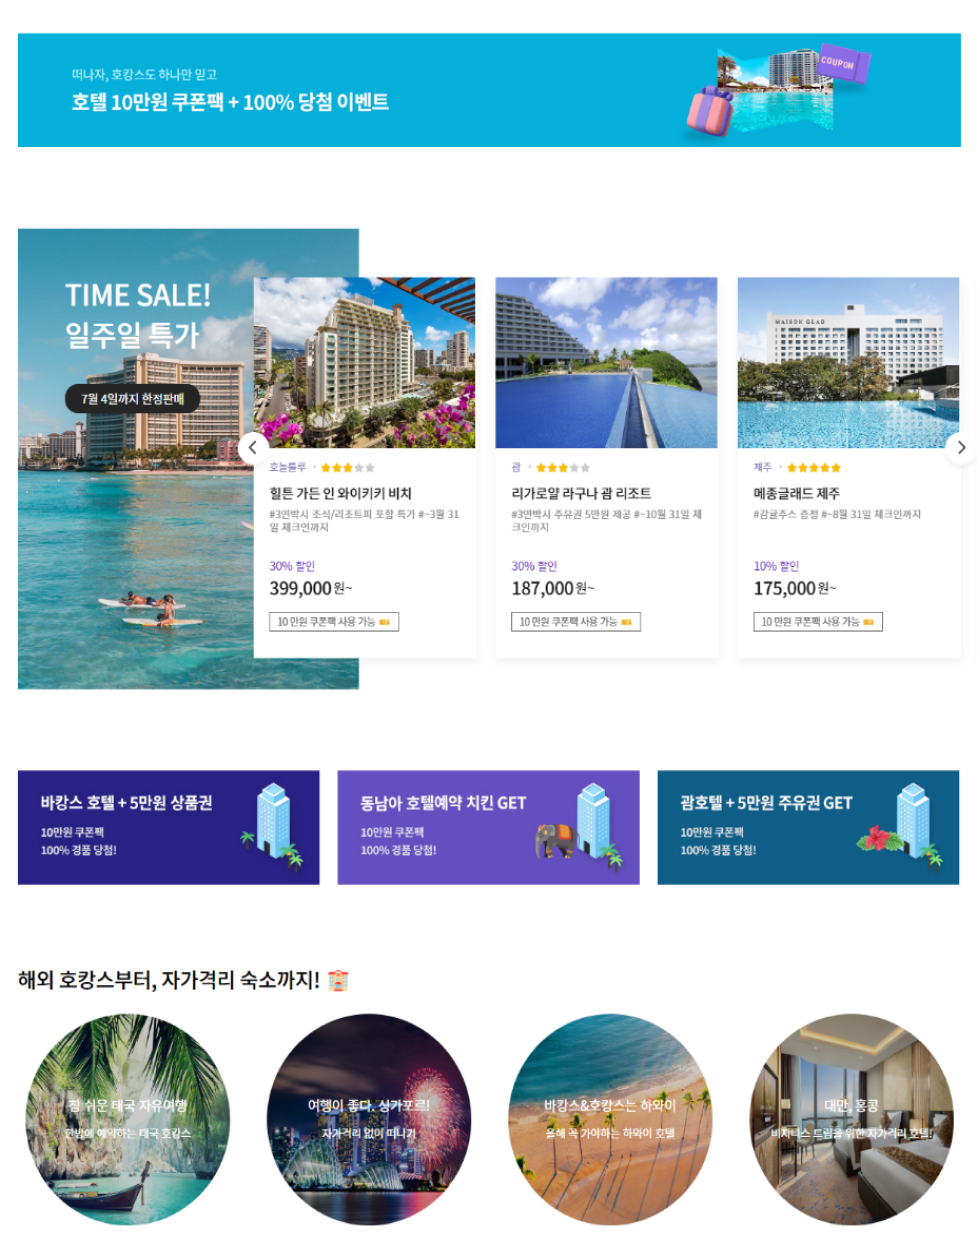 떠나자, 호캉스도 하나만 믿고
호텔 10만원 쿠폰팩 + 100% 당첨 이벤트
COUPON
TIME SALE!
일주일 특가
7월 4일까지 한정판매
호놀룰루
힐튼 가든 인 와이키키 비치
#3연박시 조식/리조트피 포함 특가 #~3월 31
일 체크인까지
30% 할인
399,000원~
10만원 쿠폰팩 사용 가능
괌
리가로얄 라구나 괌 리조트
#3연박시 주유권 5만원 제공 #~10월 31일 체
크인까지
30% 할인
187,000원~
10만원 쿠폰팩 사용 가능
MAISON GLAD
제주
메종글래드 제주
#감귤주스 증정 #~8월 31일 체크인까지
10% 할인
175,000원~
10만원 쿠폰팩 사용 가능
바캉스 호텔 + 5만원 상품권
10만원 쿠폰팩
100% 경품 당첨!
동남아 호텔예약 치킨 GET
10만원 쿠폰팩
100% 경품 당첨!
괌호텔 + 5만원 주유권 GET
10만원 쿠폰팩
100% 경품 당첨!
해외 호캉스부터, 자가격리 숙소까지!
참 쉬운 태국 자유여행
한방에 예약하는 태국 호캉스
여행이 좋다. 싱가포르!
자가격리 없이 떠나기
바캉스&호캉스는 하와이
올해 꼭 가야하는 하와이 호텔
대만, 홍콩
비지니스 트립을 위한 자가격리 호텔!